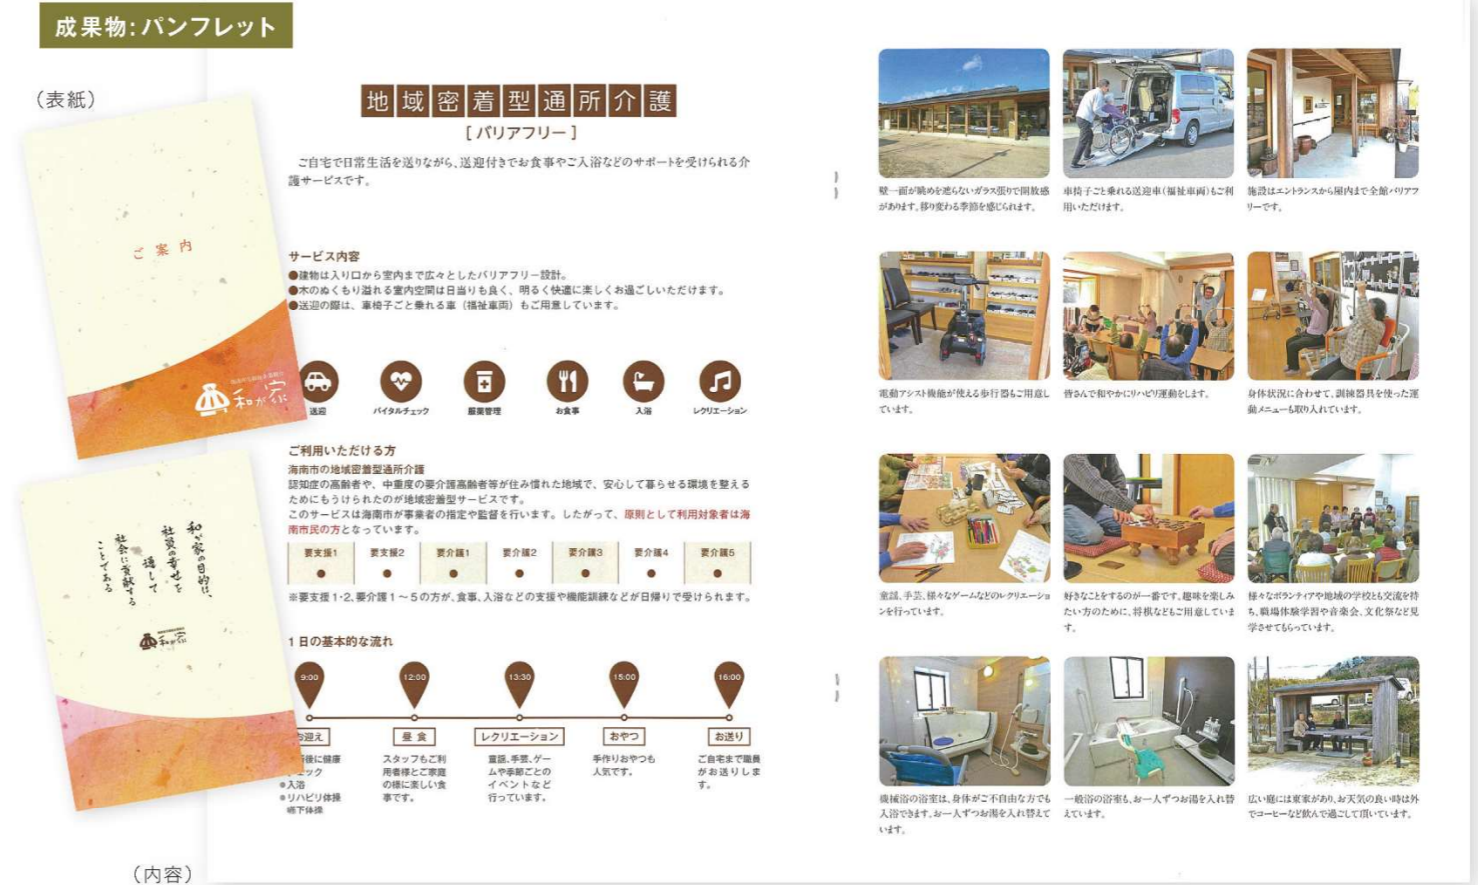 成果物:パンフレット
（表紙）
ご案内
和が家
和が家の目的は、
社員の幸せを
通して
社会に貢献する
ことである
和が家
（内容）
地域密着型通所介護
［バリアフリー］
ご自宅で日常生活を送りながら、送迎付きでお食事やご入浴などのサポートを受けられる介
護サービスです。
サービス内容
●建物は入り口から室内まで広々としたバリアフリー設計。
●木のぬくもり溢れる室内空間は日当りも良く、明るく快適に楽しくお過ごしいただけます。
●送迎の際は、車椅子ごと乗れる車（福祉車両）もご用意しています。
送迎
バイタルチェック
服薬管理
お食事
入浴
レクリエーション
ご利用いただける方
海南市の地域密着型通所介護
認知症の高齢者や、中重度の要介護高齢者等が住み慣れた地域で、安心して暮らせる環境を整える
ためにもうけられたのが地域密着型サービスです。
このサービスは海南市が事業者の指定や監督を行います。したがって、原則として利用対象者は海
南市民の方となっています。
要支援1 要支援2 要介護1 要介護2 要介護3 要介護4 要介護5
※要支援1・2、要介護1～5の方が、食事、入浴などの支援や機能訓練などが日帰りで受けられます。
1日の基本的な流れ
9:00 12:00 13:30 15:00 16:00
お迎え
後に健康
ェック
●入浴
●リハビリ体操
嚥下体操
昼食
スタッフもご利
用者様とご家庭
の様に楽しい食
事です。
レクリエーション
童謡、手芸、ゲー
ムや季節ごとの
イベントなど
行っています。
おやつ
手作りおやつも
人気です。
お送り
ご自宅まで職員
がお送りしま
す。
壁一面が眺めを遮らないガラス張りで開放感
があります。移り変わる季節を感じられます。
車椅子ごと乗れる送迎車（福祉車両）もご利
用いただけます。
施設はエントランスから屋内まで全館バリアフ
リーです。
電動アシスト機能が使える歩行器もご用意し
ています。
皆さんで和やかにリハビリ運動をします。
身体状況に合わせて、訓練器具を使った運
動メニューも取り入れています。
童謡、手芸、様々なゲームなどのレクリエーショ
ンを行っています。
好きなことをするのが一番です。趣味を楽しみ
たい方のために、将棋などもご用意していま
す。
様々なボランティアや地域の学校とも交流を持
ち、職場体験学習や音楽会、文化祭など見
学させてもらっています。
機械浴の浴室は、身体がご不自由な方でも
入浴できます。お一人ずつお湯を入れ替えて
います。
一般浴の浴室も、お一人ずつお湯を入れ替
えています。
広い庭には東家があり、お天気の良い時は外
でコーヒーなど飲んで過ごして頂いています。